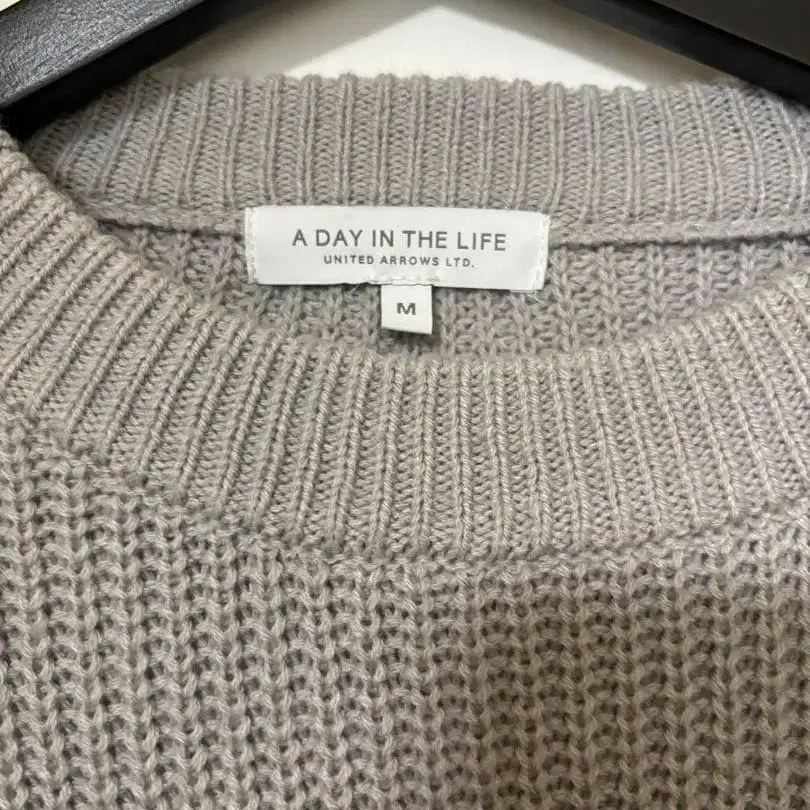 A DAY IN THE LIFE
UNITED ARROWS LTD.
M